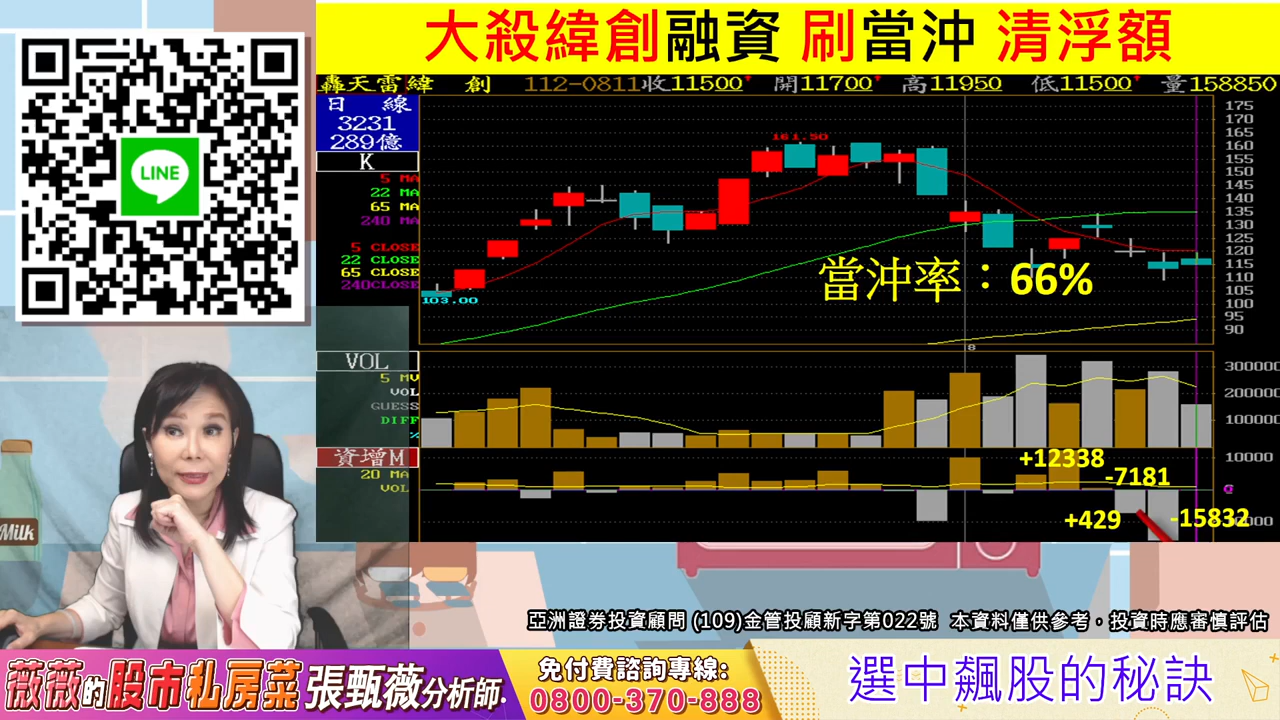 大殺緯創融資 刷當沖 清浮額
LINE
轟天雷緯 創 112-0811收11500 開11700 高11950 低11500 量158850
日 線
3231
289億
K
5 MA
22 MA
65 MA
240 MA
5 CLOSE
22 CLOSE
65 CLOSE
240CLOSE
161.50
103.00
當沖率：66%
175
170
165
160
155
150
145
140
135
130
125
120
115
110
105
100
95
90
8
VOL
5 MV
VOL
GUESS
DIFF
%
300000
200000
100000
資增M
20 MA
VOL
10000
+12338
-7181
+429
-15832
Milk
亞洲證券投資顧問 (109)金管投顧新字第022號 本資料僅供參考，投資時應審慎評估
薇薇的股市私房菜 張甄薇分析師.
免付費諮詢專線:
0800-370-888
選中飆股的秘訣